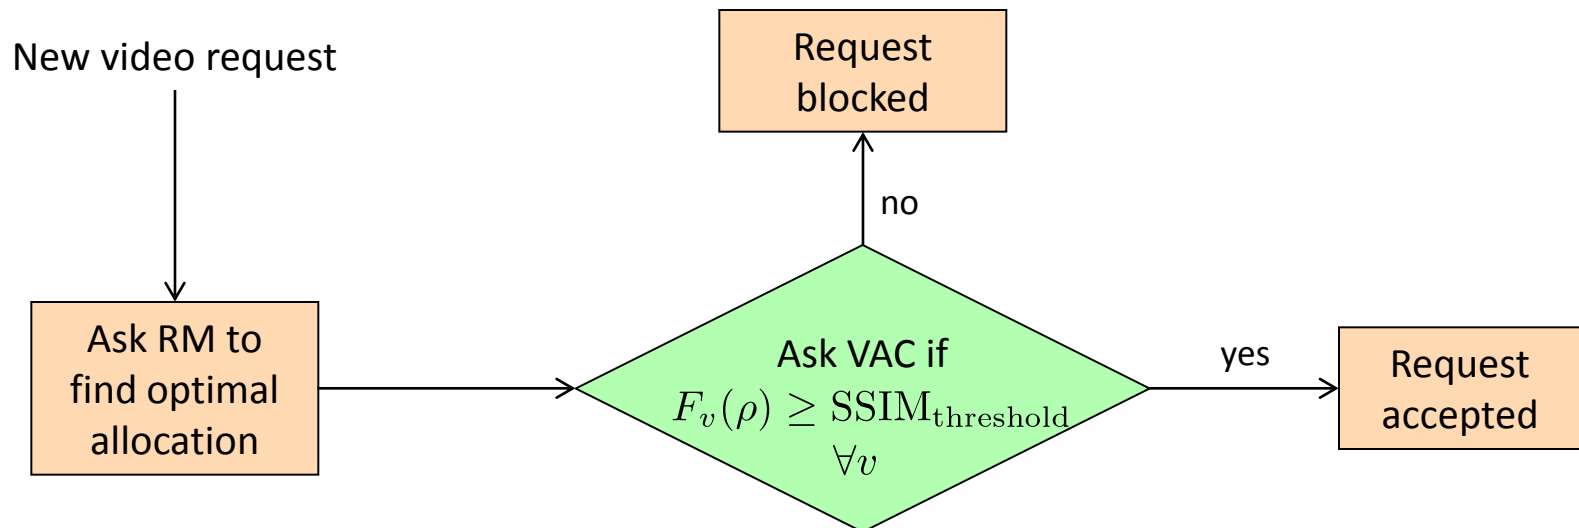 New video request
Ask RM to
find optimal
allocation
Ask VAC if
F_v(ρ) ≥ SSIM_threshold
∀v
no
Request
blocked
yes
Request
accepted